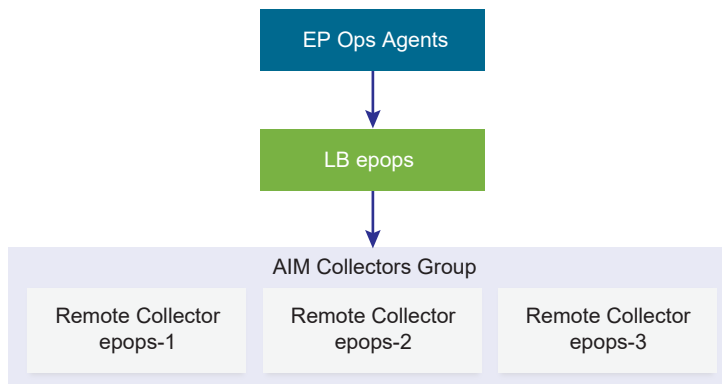 EP Ops Agents
LB epops
AIM Collectors Group
Remote Collector
epops-1
Remote Collector
epops-2
Remote Collector
epops-3